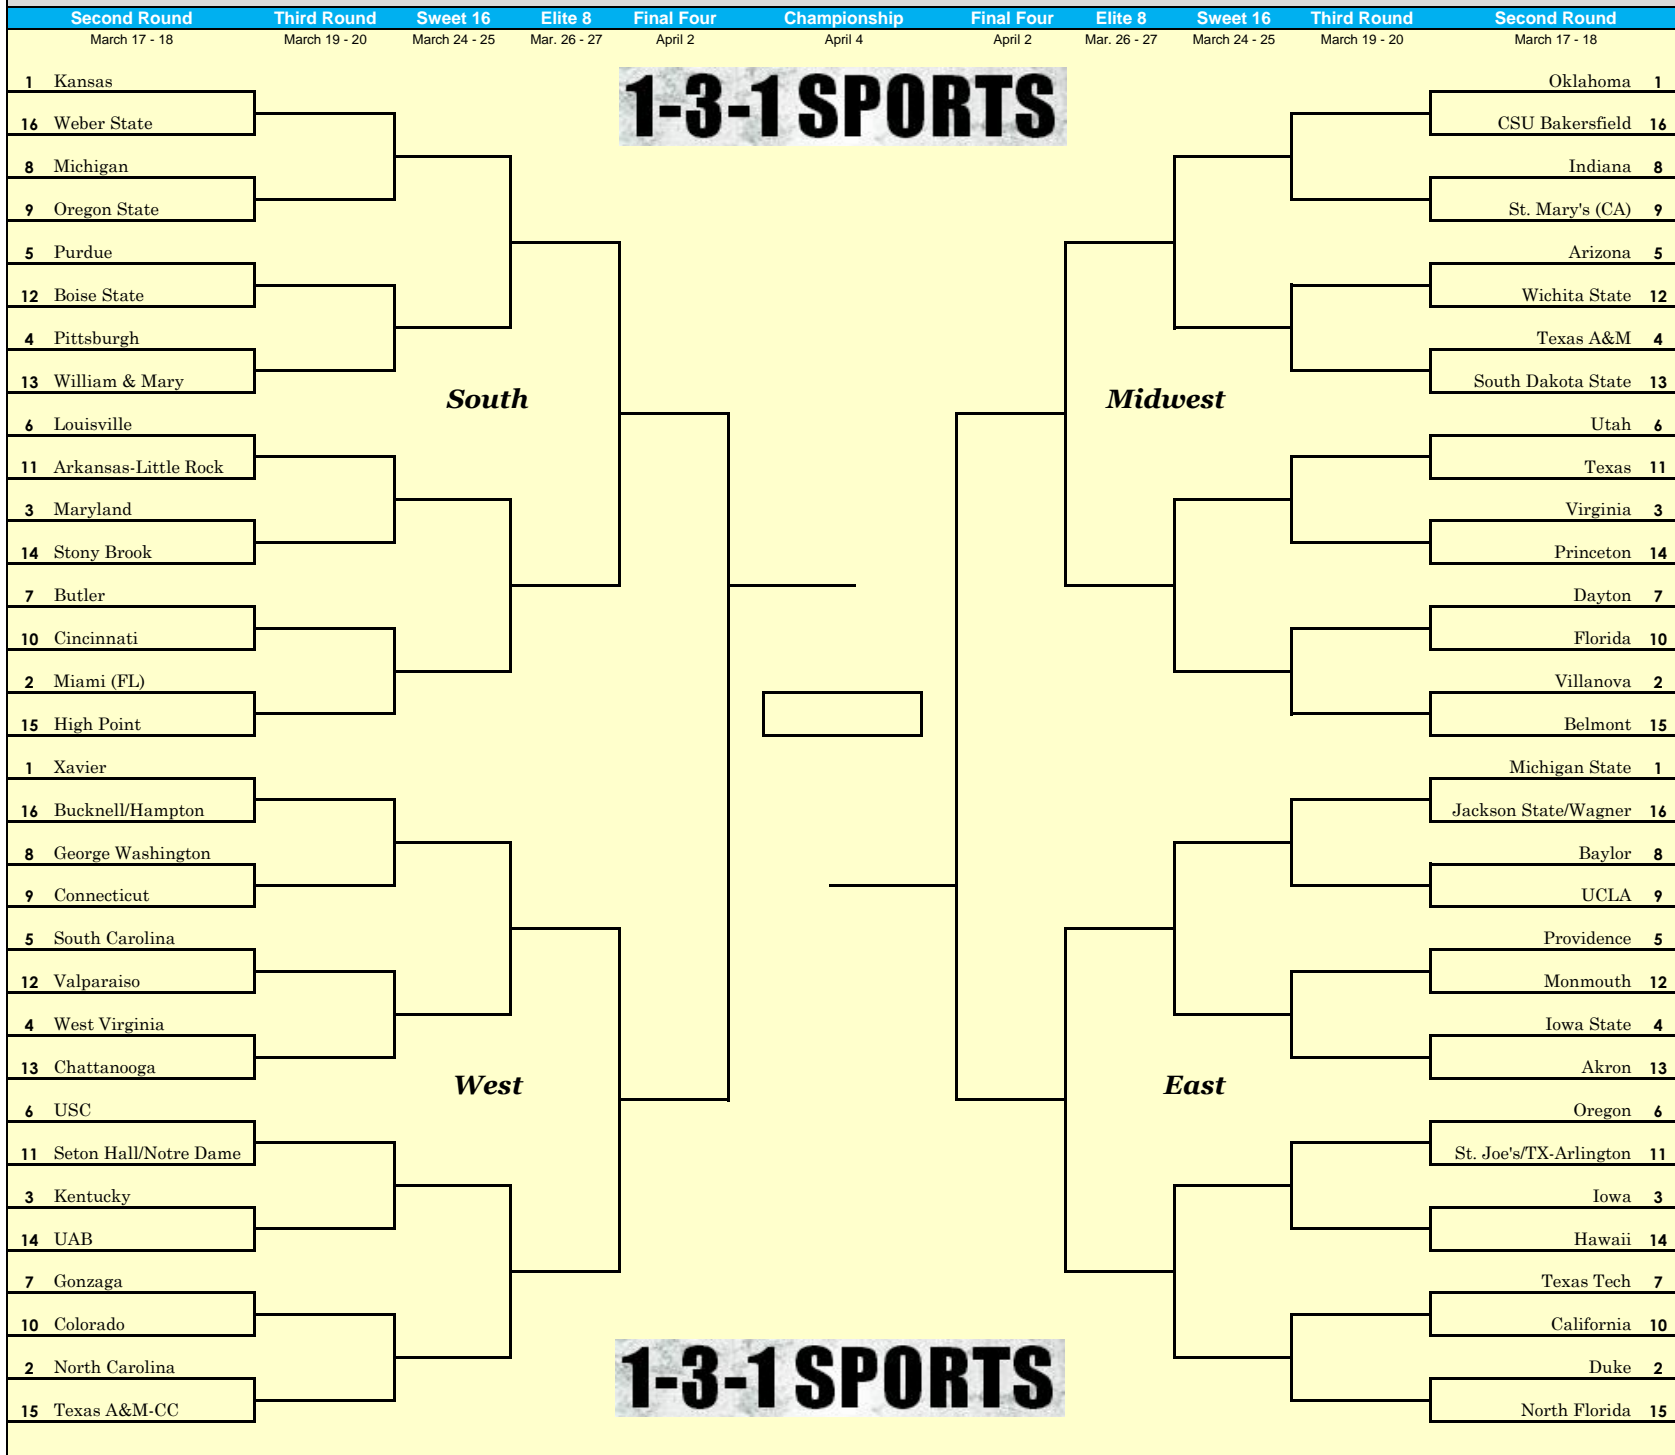 Second Round Third Round Sweet 16 Elite 8 Final Four Championship Final Four Elite 8 Sweet 16 Third Round Second Round
March 17 - 18 March 19 - 20 March 24 - 25 Mar. 26 - 27 April 2 April 4 April 2 Mar. 26 - 27 March 24 - 25 March 19 - 20 March 17 - 18
1-3-1 SPORTS
1 Kansas
16 Weber State
8 Michigan
9 Oregon State
5 Purdue
12 Boise State
4 Pittsburgh
13 William & Mary
South
6 Louisville
11 Arkansas-Little Rock
3 Maryland
14 Stony Brook
7 Butler
10 Cincinnati
2 Miami (FL)
15 High Point
1 Xavier
16 Bucknell/Hampton
8 George Washington
9 Connecticut
5 South Carolina
12 Valparaiso
4 West Virginia
13 Chattanooga
West
6 USC
11 Seton Hall/Notre Dame
3 Kentucky
14 UAB
7 Gonzaga
10 Colorado
2 North Carolina
15 Texas A&M-CC
Oklahoma 1
CSU Bakersfield 16
Indiana 8
St. Mary's (CA) 9
Arizona 5
Wichita State 12
Texas A&M 4
South Dakota State 13
Midwest
Utah 6
Texas 11
Virginia 3
Princeton 14
Dayton 7
Florida 10
Villanova 2
Belmont 15
Michigan State 1
Jackson State/Wagner 16
Baylor 8
UCLA 9
Providence 5
Monmouth 12
Iowa State 4
Akron 13
East
Oregon 6
St. Joe's/TX-Arlington 11
Iowa 3
Hawaii 14
Texas Tech 7
California 10
Duke 2
North Florida 15
1-3-1 SPORTS